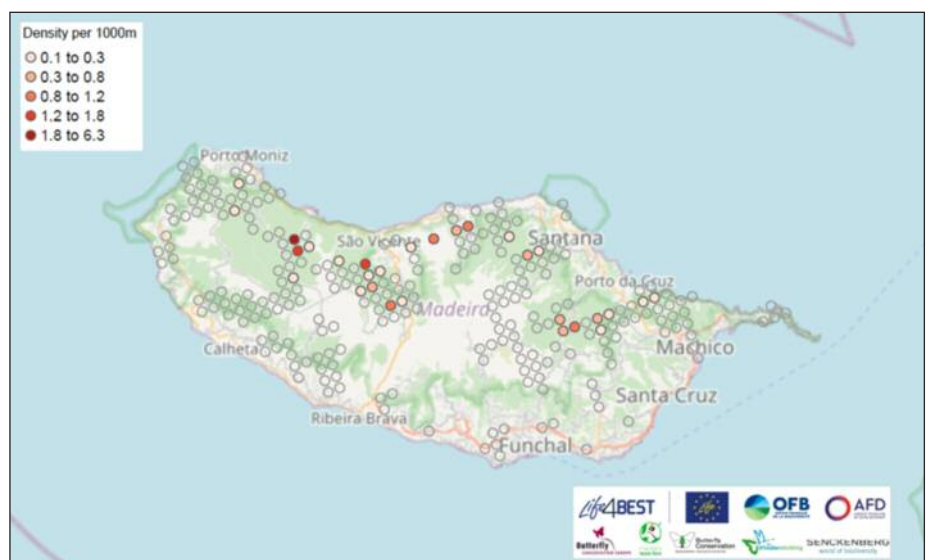 Density per 1000m
0.1 to 0.3
0.3 to 0.8
0.8 to 1.2
1.2 to 1.8
1.8 to 6.3
Porto Moniz
São Vicente
Santana
Porto da Cruz
Madeira
Calheta
Machico
Santa Cruz
Ribeira Brava
Funchal
Life4BEST
OFB
AFD
Butterfly
Butterfly
Conservation
SENCKENBERG
world of biodiversity